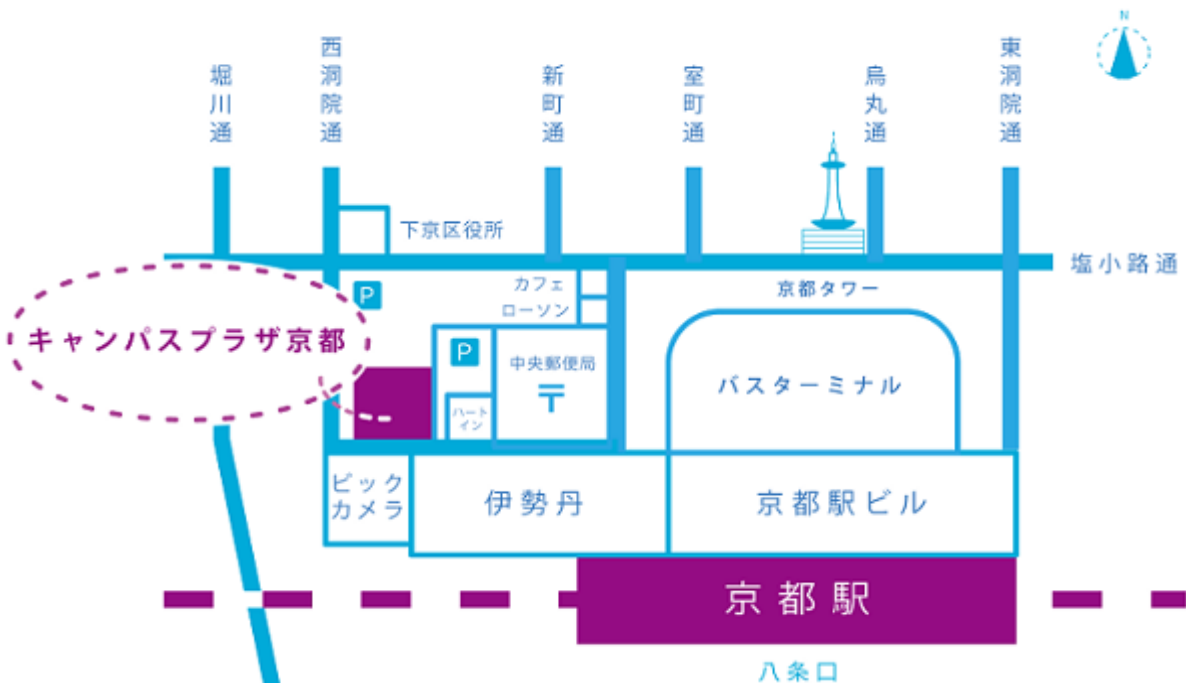 N
堀川通
西洞院通
新町通
室町通
烏丸通
東洞院通
下京区役所
塩小路通
P
カフェ
ローソン
京都タワー
キャンパスプラザ京都
P
中央郵便局
〒
バスターミナル
ハート
イン
ビック
カメラ
伊勢丹
京都駅ビル
京都駅
八条口